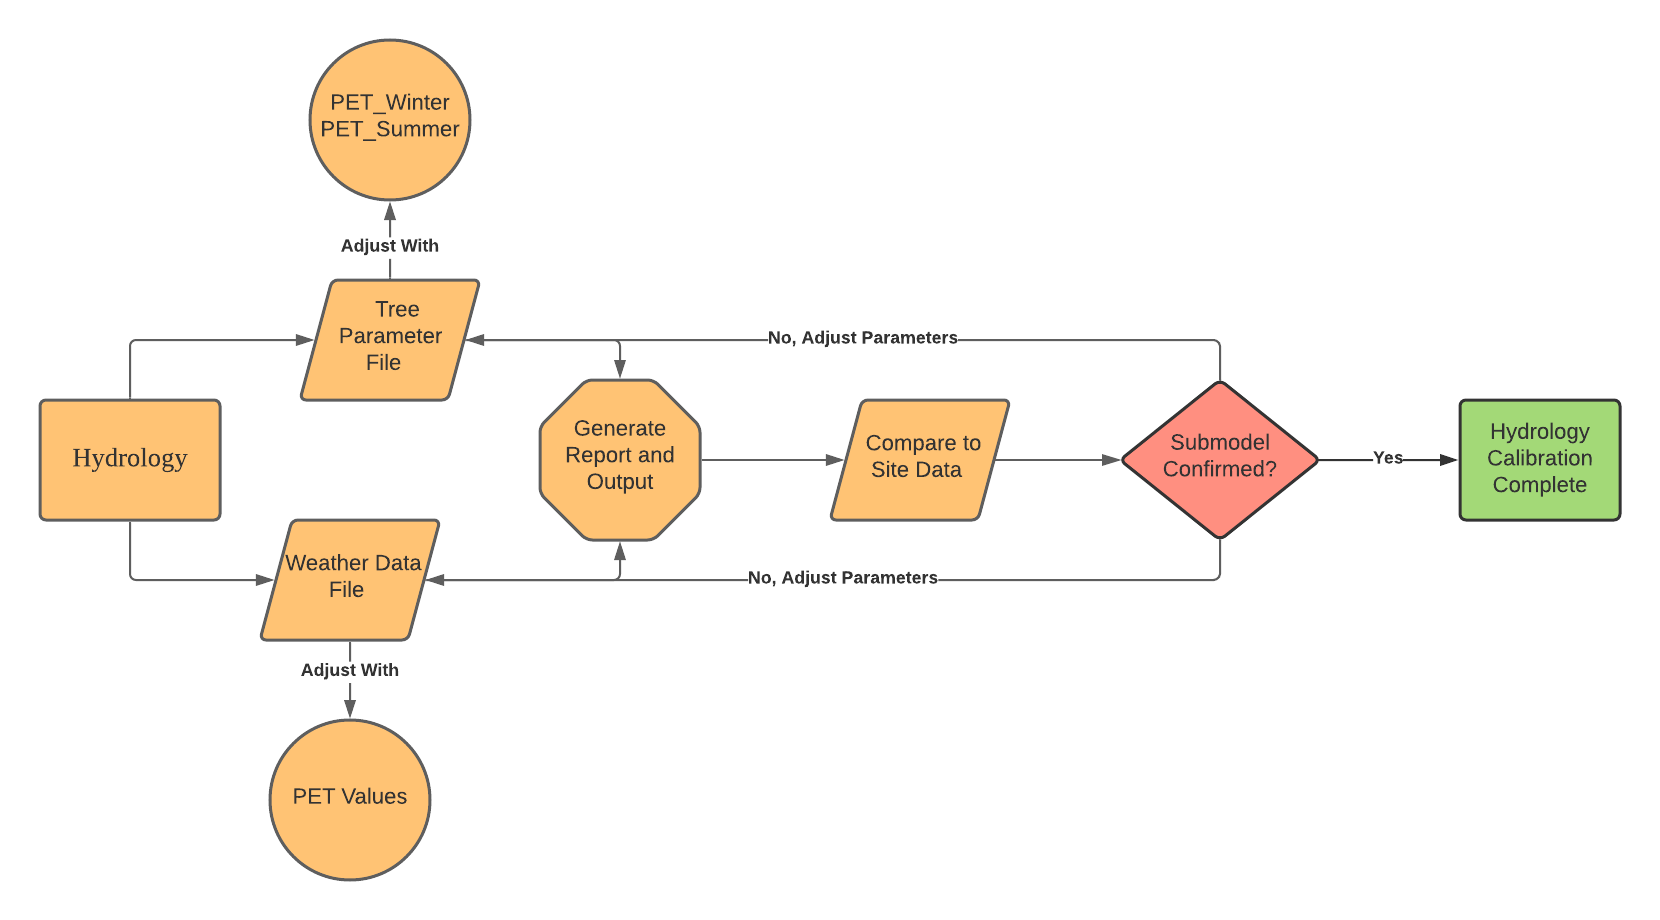 PET_Winter
PET_Summer
Adjust With
Tree
Parameter
File
No, Adjust Parameters
Hydrology
Generate
Report and
Output
Compare to
Site Data
Submodel
Confirmed?
Yes
Hydrology
Calibration
Complete
Weather Data
File
No, Adjust Parameters
Adjust With
PET Values